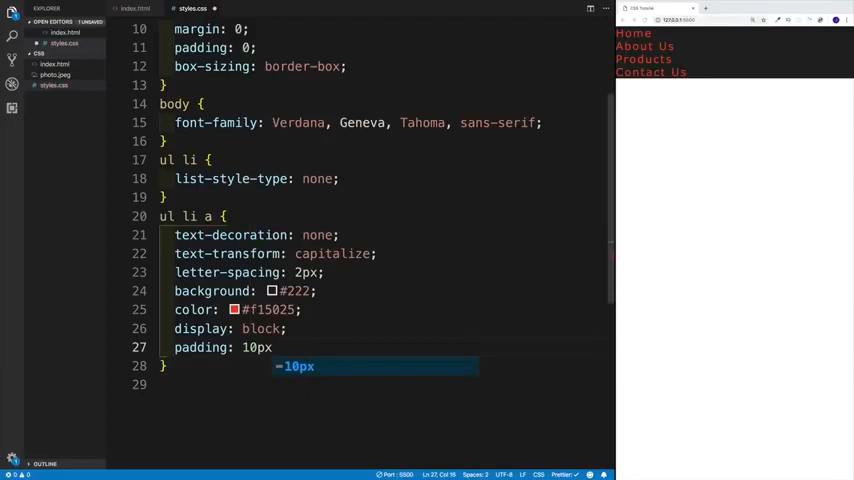 EXPLORER
OPEN EDITORS 1 UNSAVED
index.html
styles.css
CSS
index.html
photo.jpeg
styles.css
OUTLINE
index.html
styles.css
10 margin: 0;
11 padding: 0;
12 box-sizing: border-box;
13 }
14 body {
15 font-family: Verdana, Geneva, Tahoma, sans-serif;
16 }
17 ul li {
18 list-style-type: none;
19 }
20 ul li a {
21 text-decoration: none;
22 text-transform: capitalize;
23 letter-spacing: 2px;
24 background: #222;
25 color: #f15025;
26 display: block;
27 padding: 10px
10px
28 }
29
0 0
Port : 5500 Ln 27, Col 16 Spaces: 2 UTF-8 LF CSS Prettier: ✓
CSS Tutorial
127.0.0.1:5500
Home
About Us
Products
Contact Us